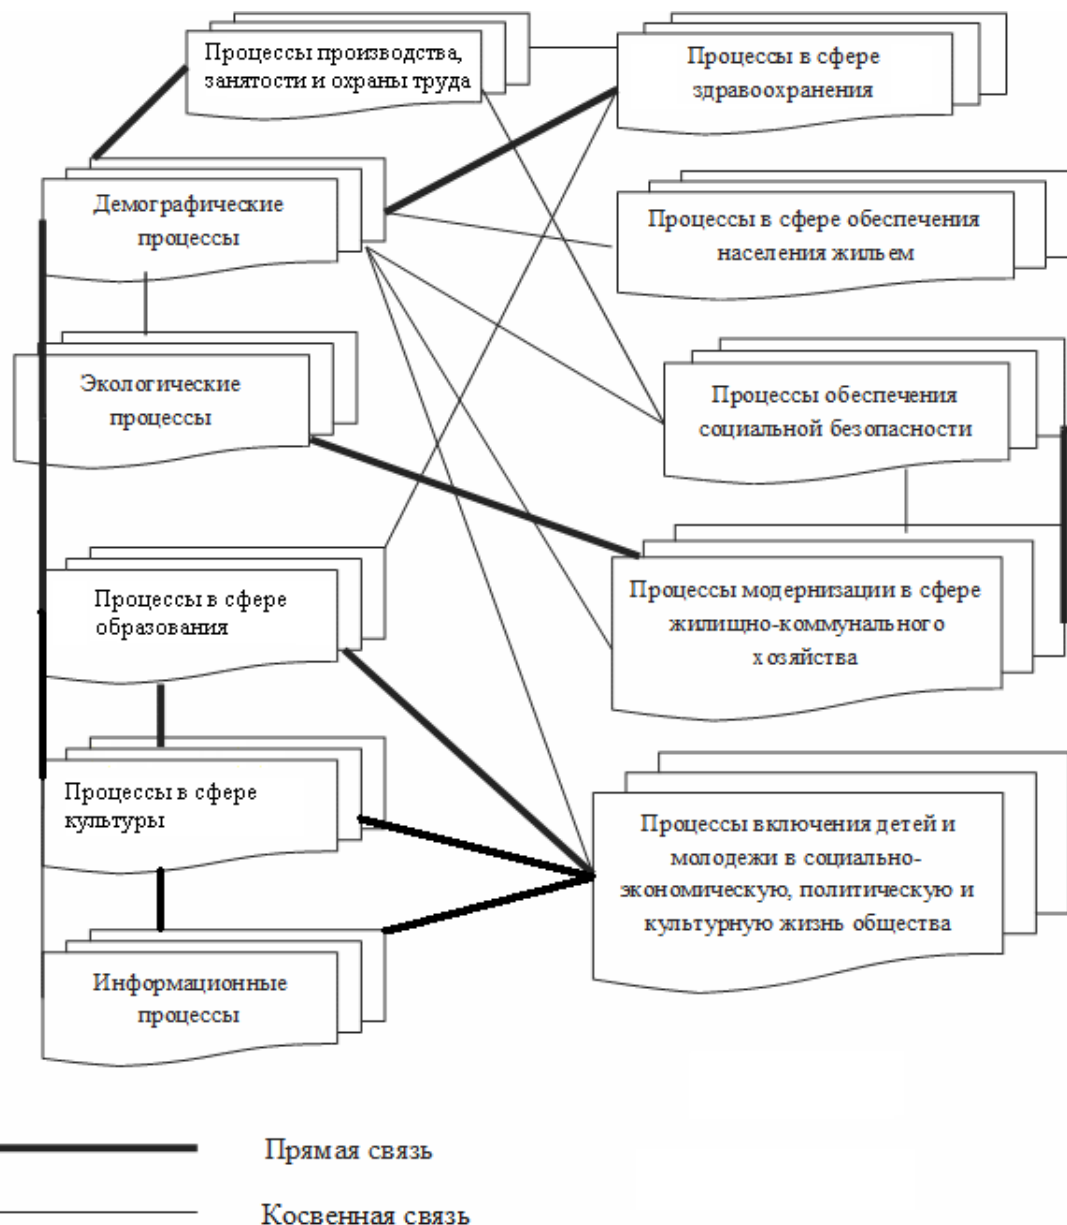 Процессы производства,
занятости и охраны труда
Процессы в сфере
здравоохранения
Демографические
процессы
Процессы в сфере обеспечения
населения жильем
Экологические
процессы
Процессы обеспечения
социальной безопасности
Процессы в сфере
образования
Процессы модернизации в сфере
жилищно-коммунального
хозяйства
Процессы в сфере
культуры
Процессы включения детей и
молодежи в социально-
экономическую, политическую и
культурную жизнь общества
Информационные
процессы
Прямая связь
Косвенная связь